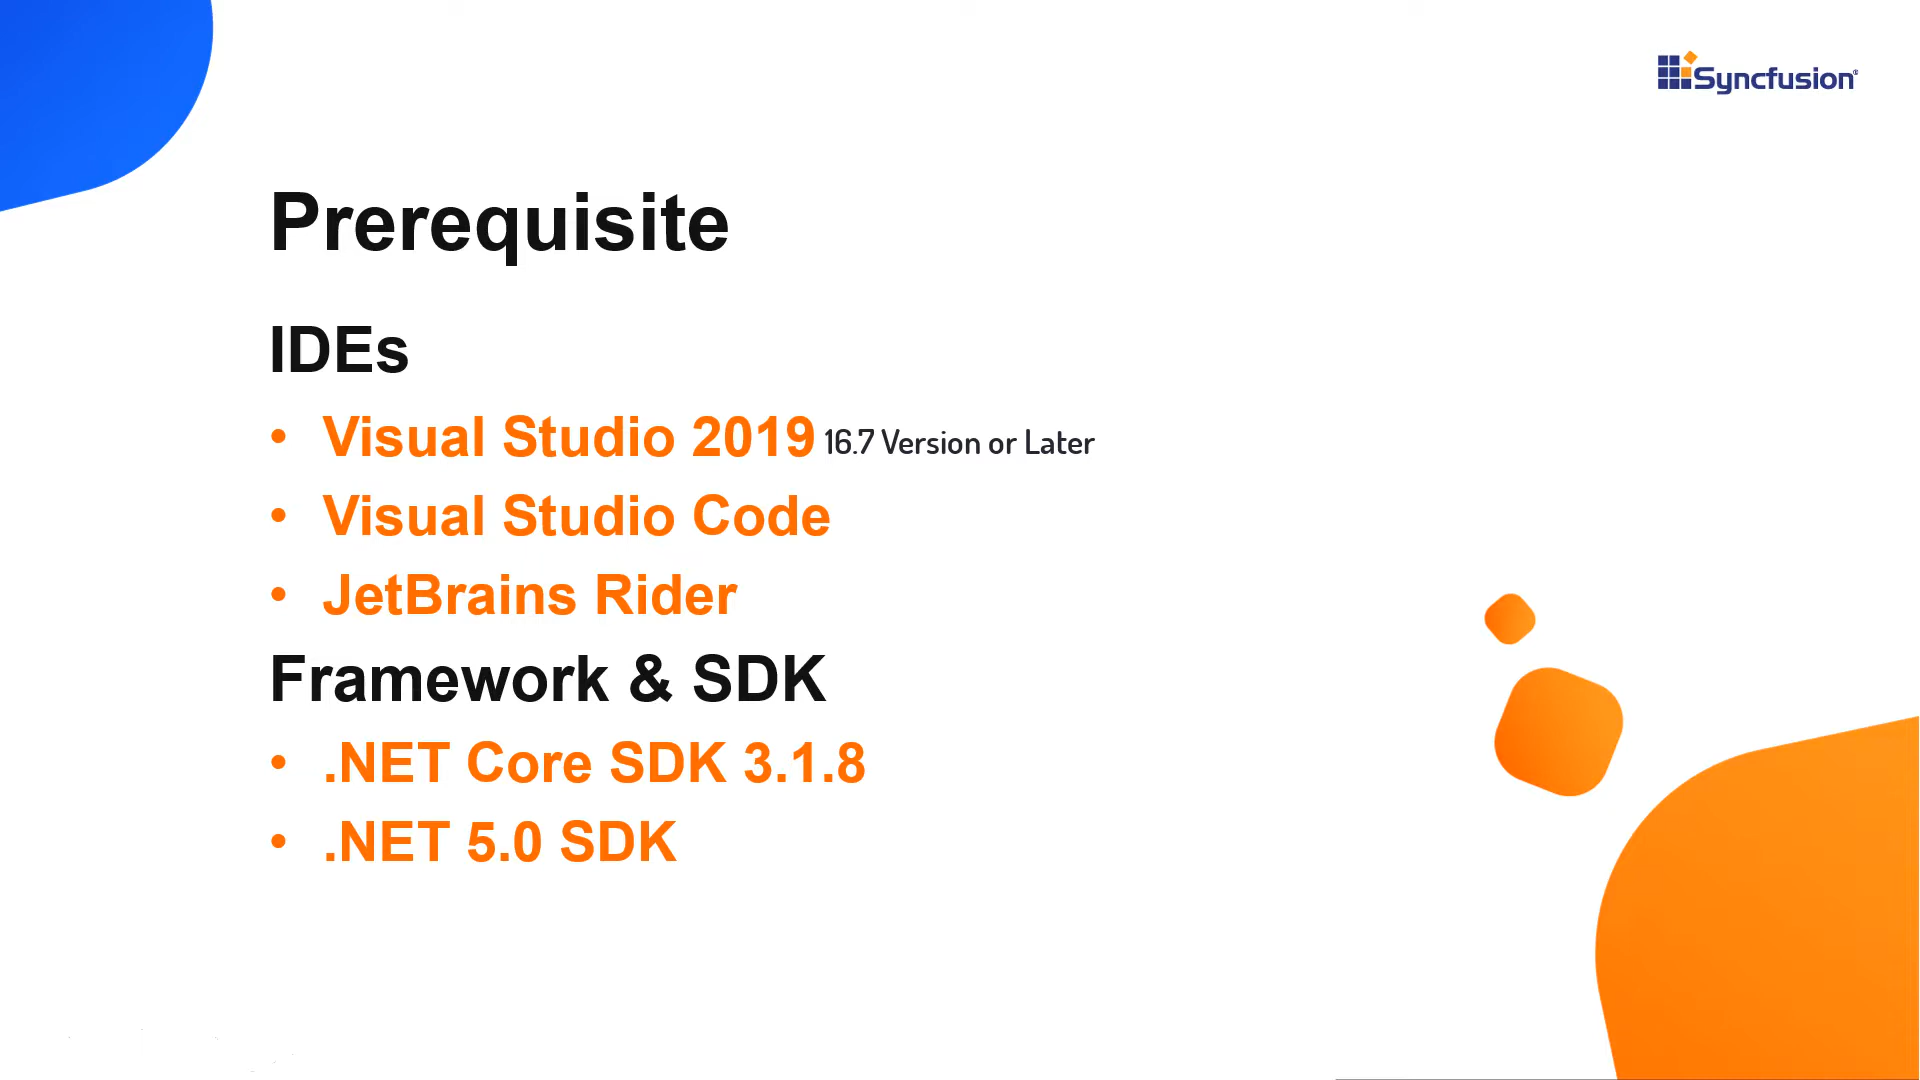 Syncfusion®
Prerequisite
IDEs
• Visual Studio 2019 16.7 Version or Later
• Visual Studio Code
• JetBrains Rider
Framework & SDK
• .NET Core SDK 3.1.8
• .NET 5.0 SDK